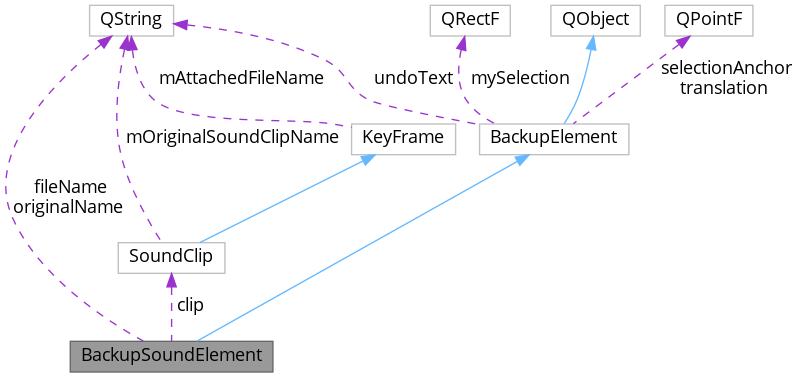 QString
QRectF
QObject
QPointF
mAttachedFileName
undoText
mySelection
selectionAnchor
translation
mOriginalSoundClipName
KeyFrame
BackupElement
fileName
originalName
SoundClip
clip
BackupSoundElement